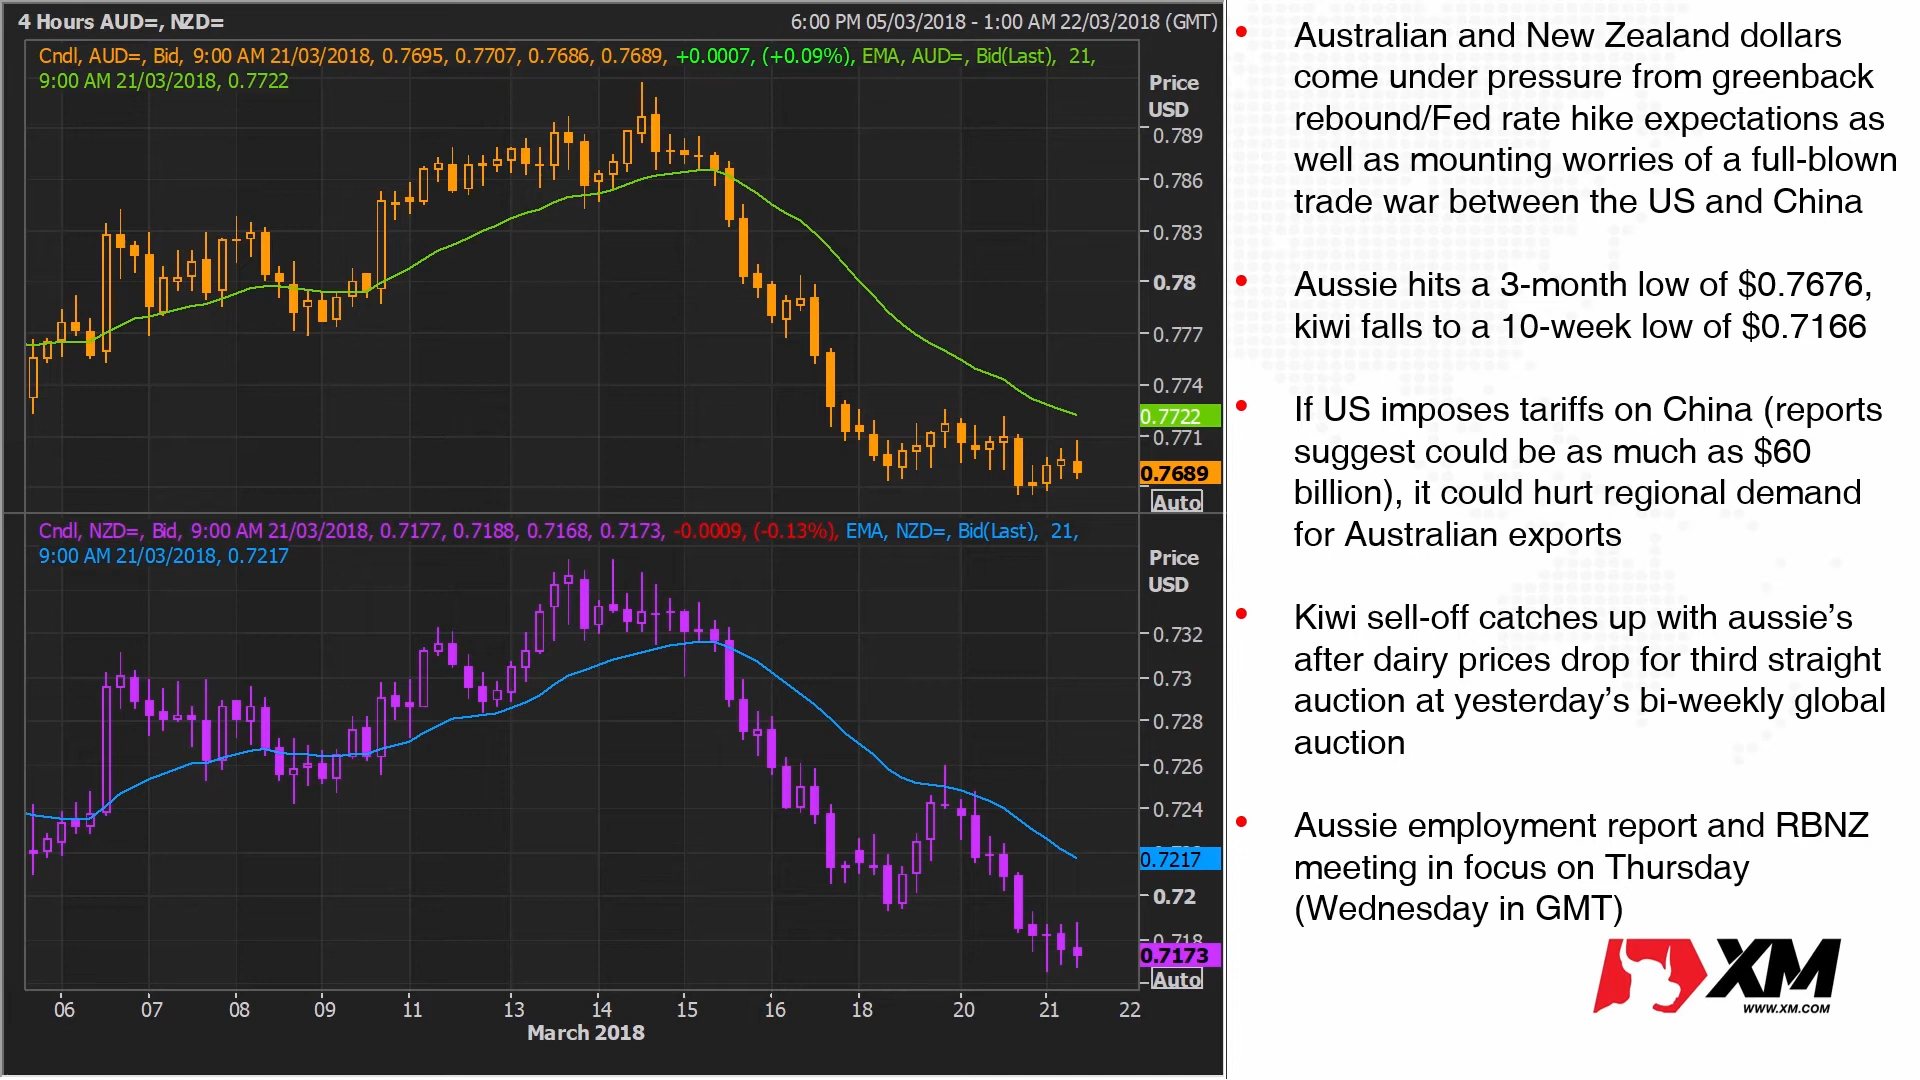 4 Hours AUD=, NZD=
6:00 PM 05/03/2018 - 1:00 AM 22/03/2018 (GMT)
Cndl, AUD=, Bid, 9:00 AM 21/03/2018, 0.7695, 0.7707, 0.7686, 0.7689, +0.0007, (+0.09%), EMA, AUD=, Bid(Last), 21,
9:00 AM 21/03/2018, 0.7722
Price
USD
0.789
0.786
0.783
0.78
0.777
0.774
0.7722
0.771
0.7689
Auto
Cndl, NZD=, Bid, 9:00 AM 21/03/2018, 0.7177, 0.7188, 0.7168, 0.7173, -0.0009, (-0.13%), EMA, NZD=, Bid(Last), 21,
9:00 AM 21/03/2018, 0.7217
Price
USD
0.732
0.73
0.728
0.726
0.724
0.7217
0.72
0.718
0.7173
Auto
06 07 08 09 11 13 14 15 16 18 20 21 22
March 2018
• Australian and New Zealand dollars
come under pressure from greenback
rebound/Fed rate hike expectations as
well as mounting worries of a full-blown
trade war between the US and China
• Aussie hits a 3-month low of $0.7676,
kiwi falls to a 10-week low of $0.7166
• If US imposes tariffs on China (reports
suggest could be as much as $60
billion), it could hurt regional demand
for Australian exports
• Kiwi sell-off catches up with aussie’s
after dairy prices drop for third straight
auction at yesterday’s bi-weekly global
auction
• Aussie employment report and RBNZ
meeting in focus on Thursday
(Wednesday in GMT)
XM
WWW.XM.COM